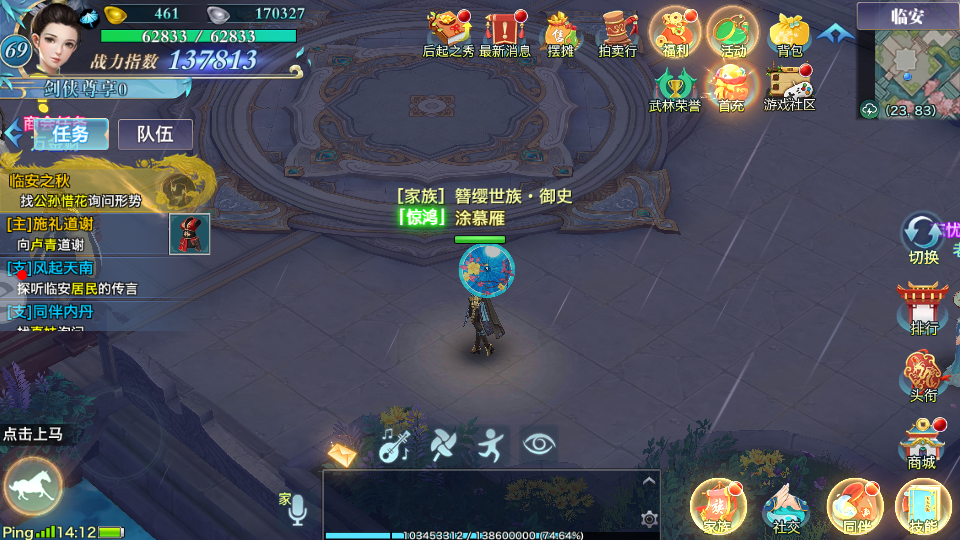 461
170327
62833 / 62833
69
战力指数 137813
剑侠尊享0
后起之秀
最新消息
摆摊
拍卖行
福利
活动
背包
武林荣誉
首充
游戏社区
临安
(23, 83)
商会任务
任务
队伍
临安之秋
找公孙惜花询问形势
[主]施礼道谢
向卢青道谢
[支]风起天南
探听临安居民的传言
[支]同伴内丹
[家族] 簪缨世族·御史
「惊鸿」 涂慕雁
切换
排行
头衔
商城
点击上马
家
家族
社交
同伴
技能
Ping
14:12
103453312 / 138600000 (74.64%)